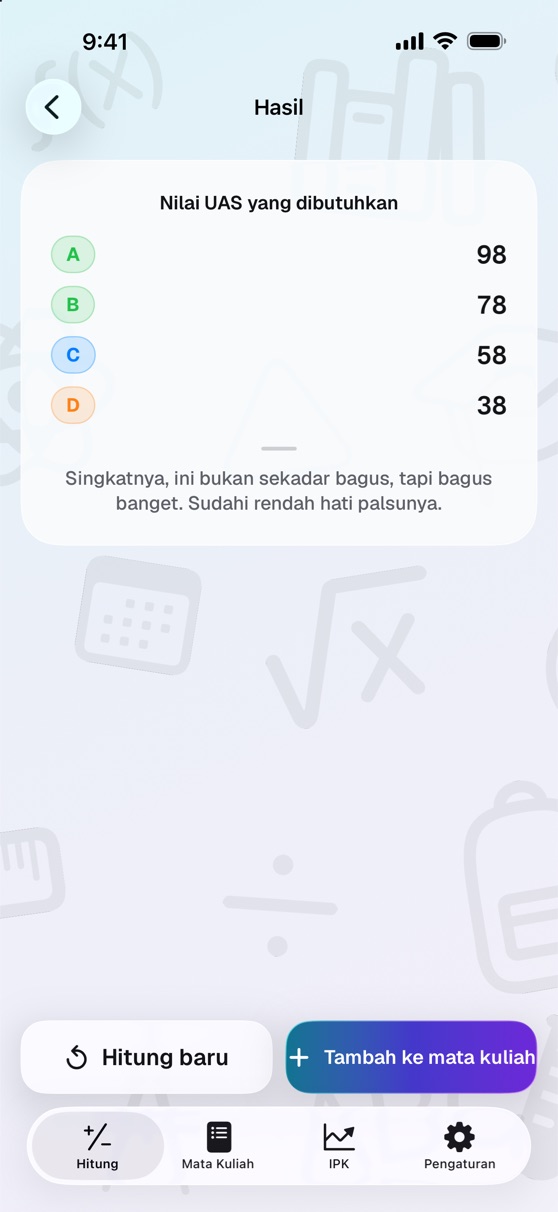 9:41
Hasil
Nilai UAS yang dibutuhkan
A 98
B 78
C 58
D 38
Singkatnya, ini bukan sekadar bagus, tapi bagus
banget. Sudahi rendah hati palsunya.
Hitung baru
+ Tambah ke mata kuliah
Hitung
Mata Kuliah
IPK
Pengaturan